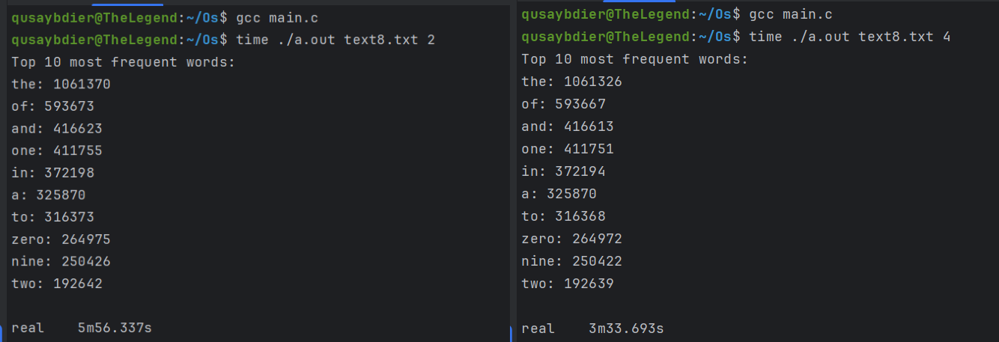 qusaybdier@TheLegend:~/Os$ gcc main.c
qusaybdier@TheLegend:~/Os$ time ./a.out text8.txt 2
Top 10 most frequent words:
the: 1061370
of: 593673
and: 416623
one: 411755
in: 372198
a: 325870
to: 316373
zero: 264975
nine: 250426
two: 192642
real    5m56.337s
qusaybdier@TheLegend:~/Os$ gcc main.c
qusaybdier@TheLegend:~/Os$ time ./a.out text8.txt 4
Top 10 most frequent words:
the: 1061326
of: 593667
and: 416613
one: 411751
in: 372194
a: 325870
to: 316368
zero: 264972
nine: 250422
two: 192639
real    3m33.693s